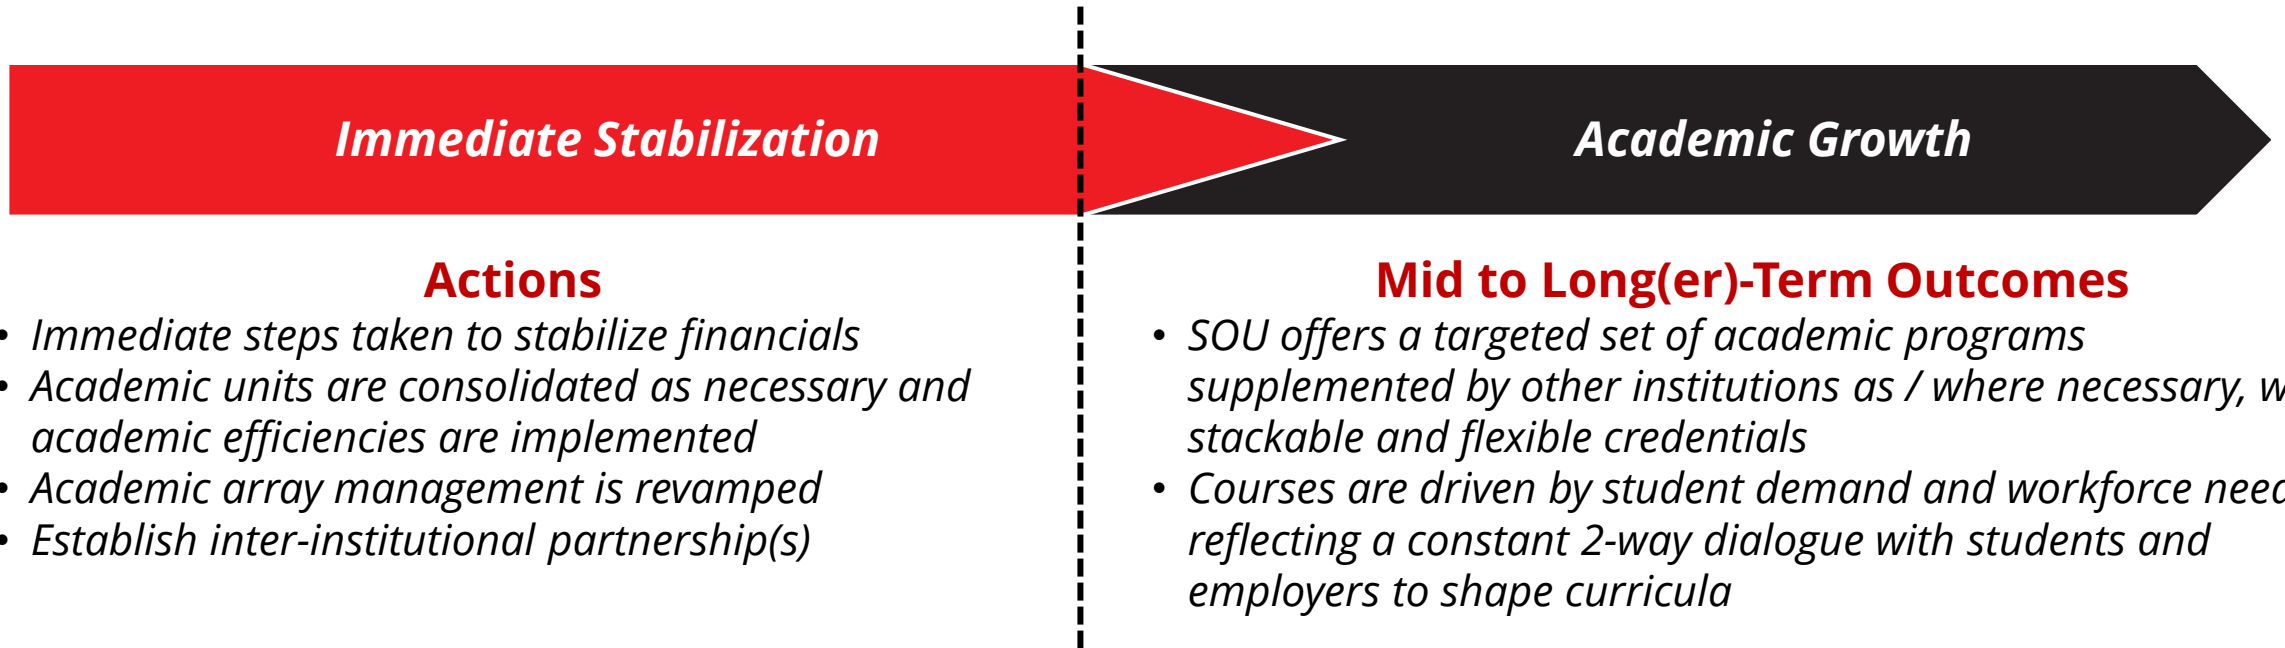 Immediate Stabilization
Academic Growth
Actions
• Immediate steps taken to stabilize financials
• Academic units are consolidated as necessary and
academic efficiencies are implemented
• Academic array management is revamped
• Establish inter-institutional partnership(s)
Mid to Long(er)-Term Outcomes
• SOU offers a targeted set of academic programs
supplemented by other institutions as / where necessary,
stackable and flexible credentials
• Courses are driven by student demand and workforce
reflecting a constant 2-way dialogue with students and
employers to shape curricula